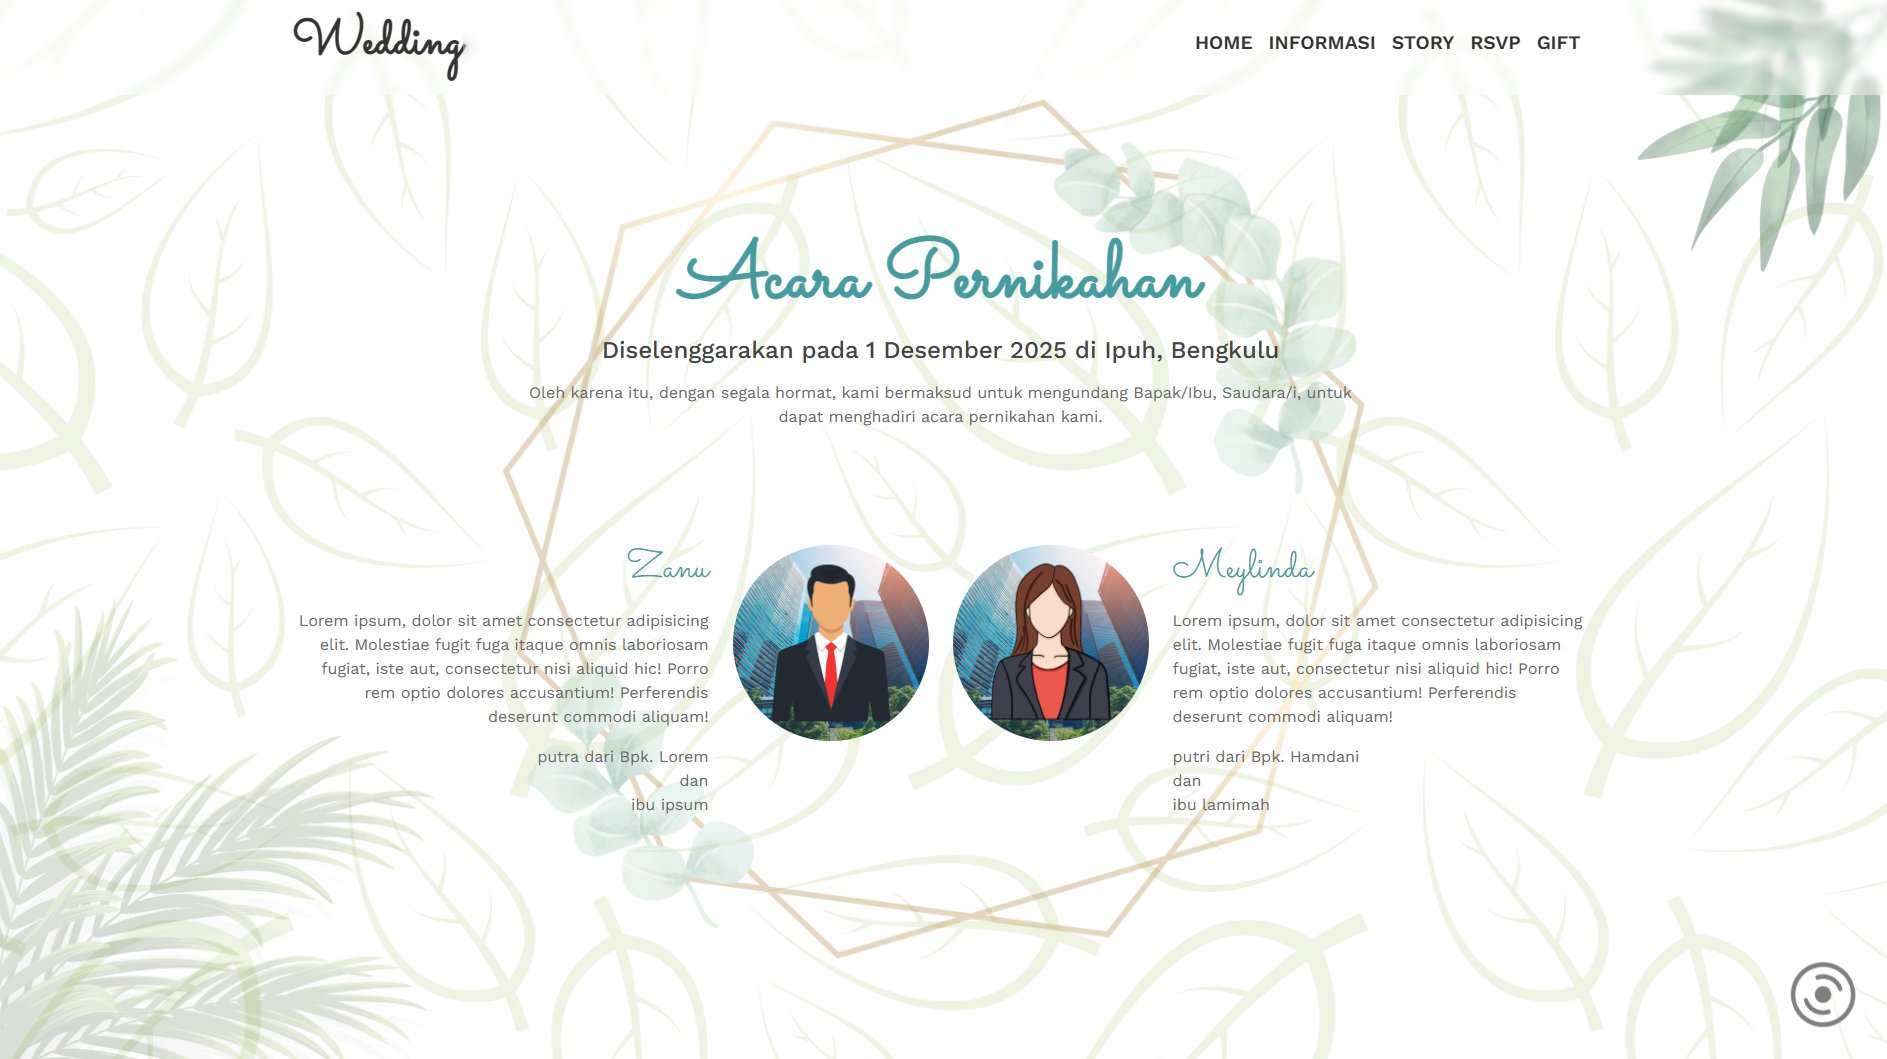 Wedding
HOME INFORMASI STORY RSVP GIFT
Acara Pernikahan
Diselenggarakan pada 1 Desember 2025 di Ipuh, Bengkulu
Oleh karena itu, dengan segala hormat, kami bermaksud untuk mengundang Bapak/Ibu, Saudara/i, untuk
dapat menghadiri acara pernikahan kami.
Zanu
Lorem ipsum, dolor sit amet consectetur adipisicing
elit. Molestiae fugit fuga itaque omnis laboriosam
fugiat, iste aut, consectetur nisi aliquid hic! Porro
rem optio dolores accusantium! Perferendis
deserunt commodi aliquam!
putra dari Bpk. Lorem
dan
ibu ipsum
Meylinda
Lorem ipsum, dolor sit amet consectetur adipisicing
elit. Molestiae fugit fuga itaque omnis laboriosam
fugiat, iste aut, consectetur nisi aliquid hic! Porro
rem optio dolores accusantium! Perferendis
deserunt commodi aliquam!
putri dari Bpk. Hamdani
dan
ibu lamimah